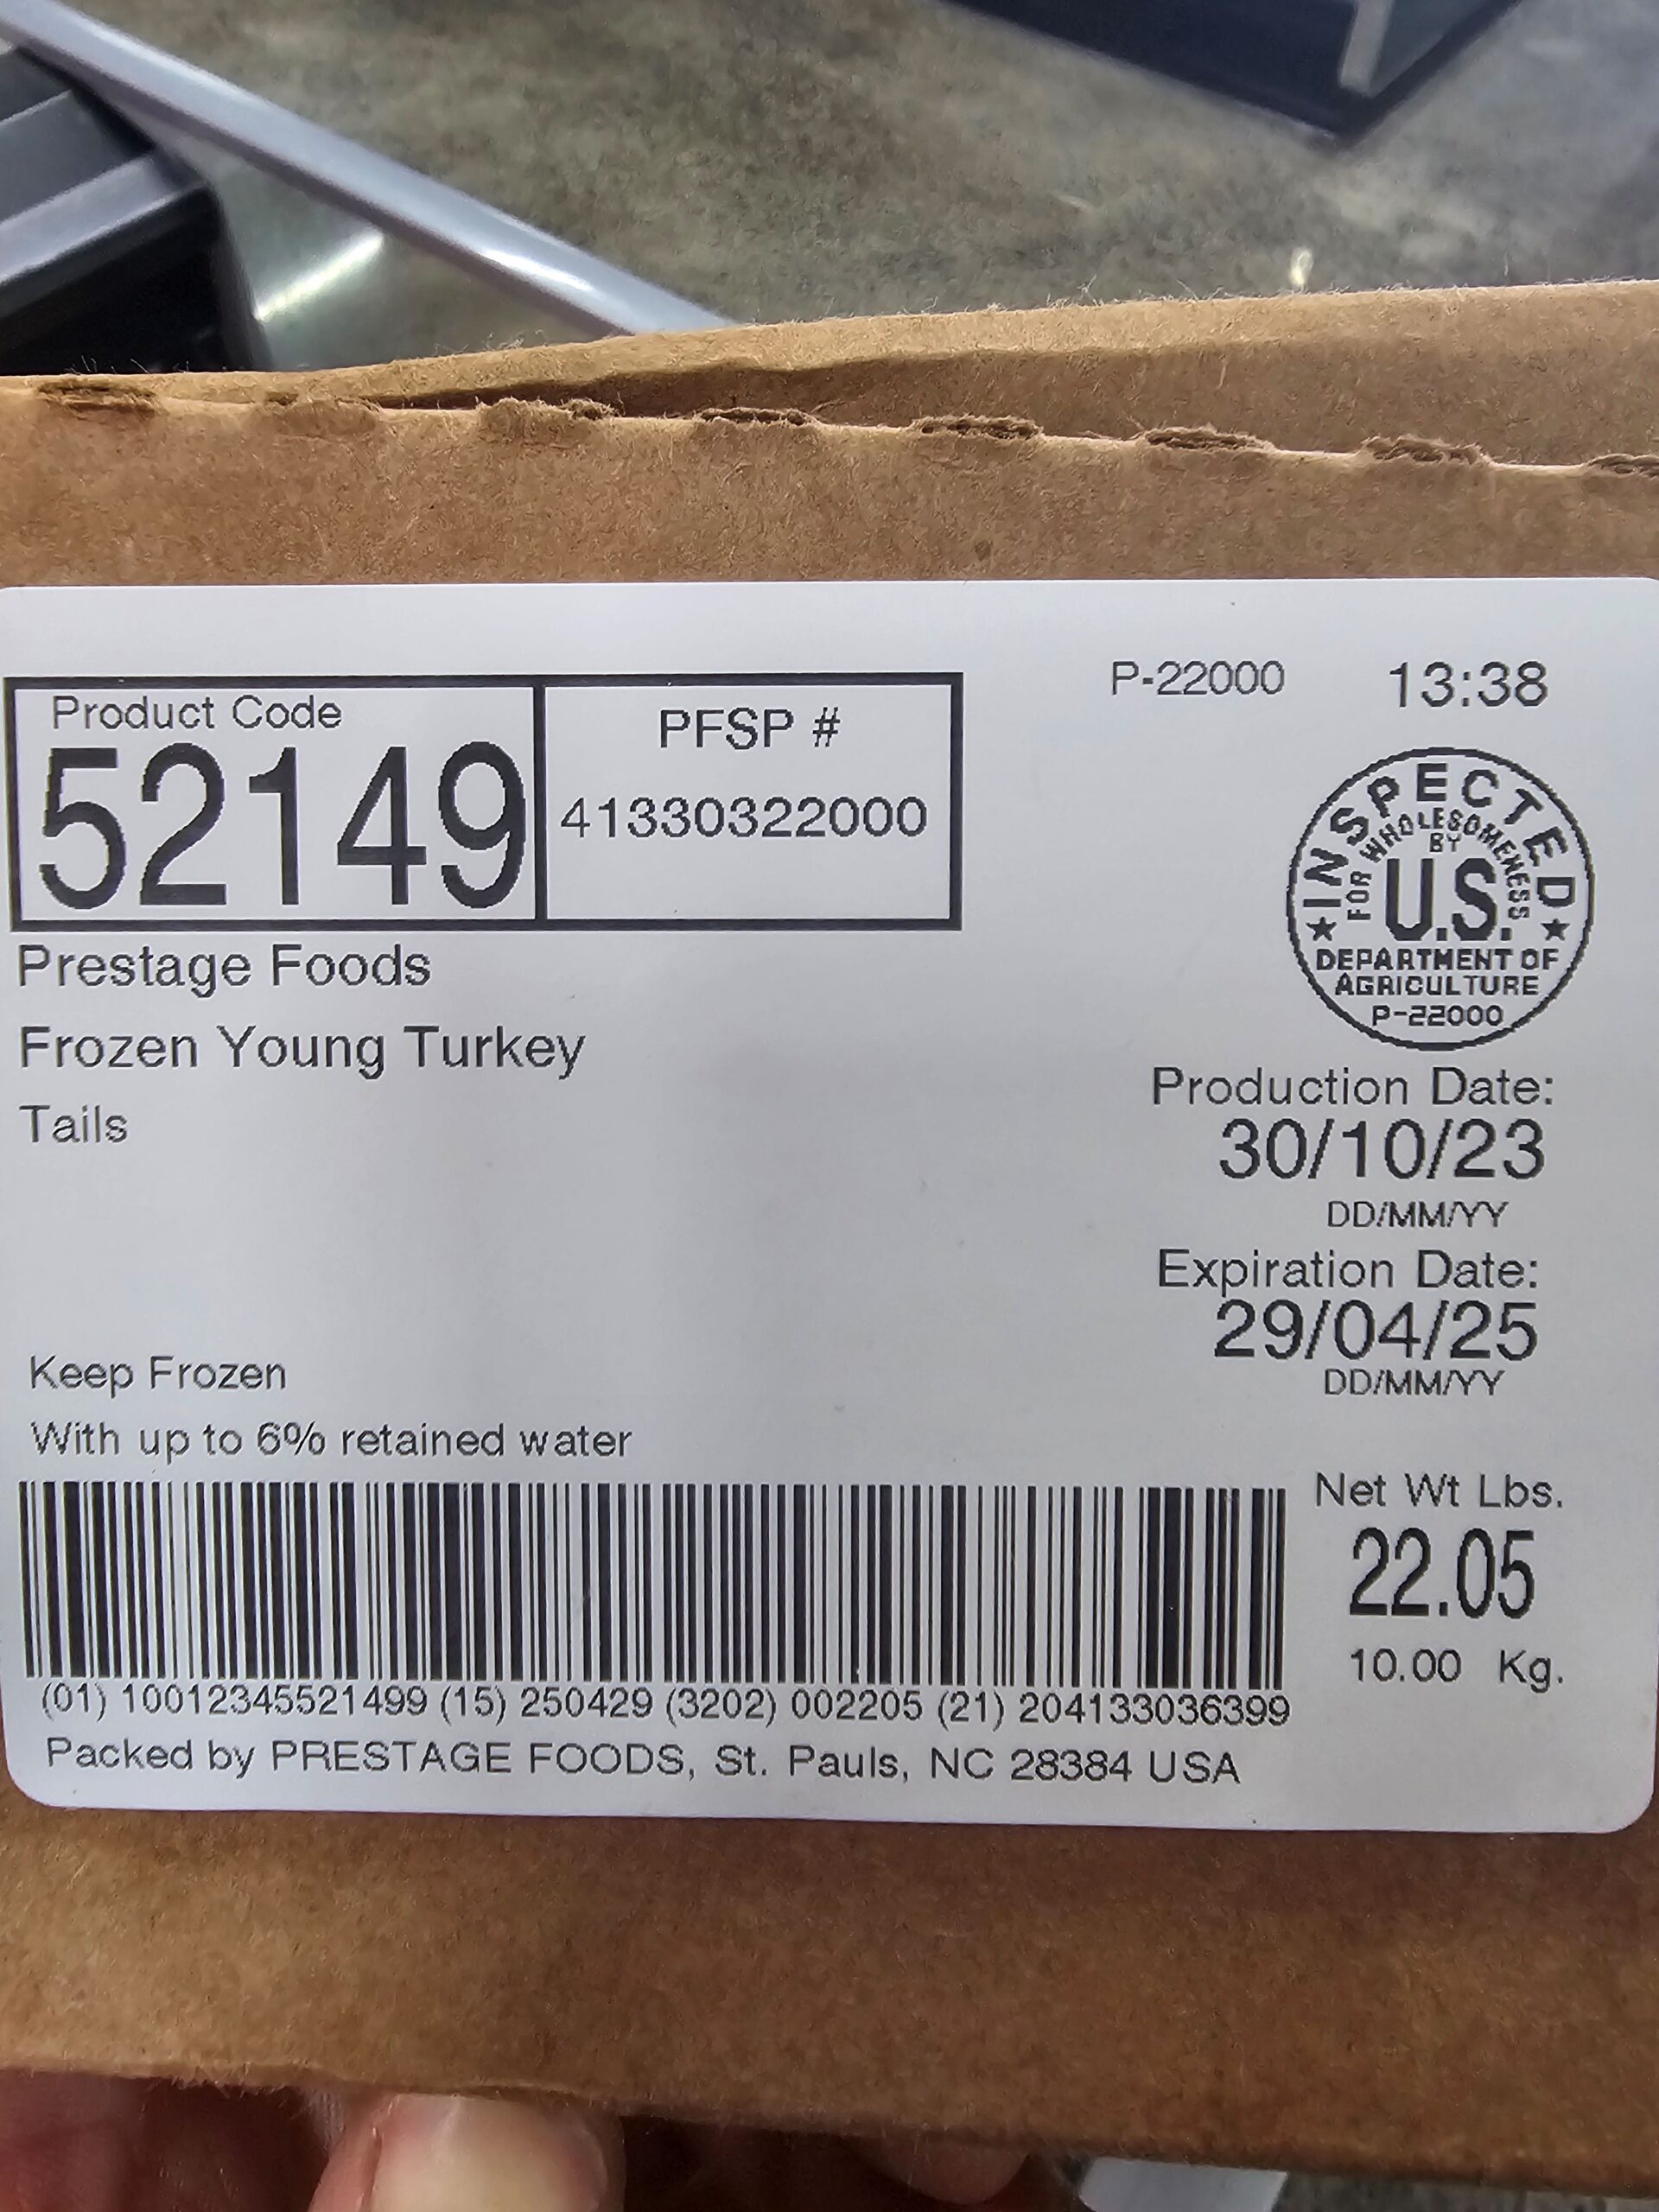 P-22000 13:38
Product Code
52149
PFSP #
41330322000
INSPECTED
FOR WHOLESOMENESS
BY
U.S.
DEPARTMENT OF
AGRICULTURE
P-22000
Prestage Foods
Frozen Young Turkey
Tails
Production Date:
30/10/23
DD/MM/YY
Expiration Date:
29/04/25
DD/MM/YY
Keep Frozen
With up to 6% retained water
Net Wt Lbs.
22.05
10.00 Kg.
(01) 10012345521499 (15) 250429 (3202) 002205 (21) 204133036399
Packed by PRESTAGE FOODS, St. Pauls, NC 28384 USA